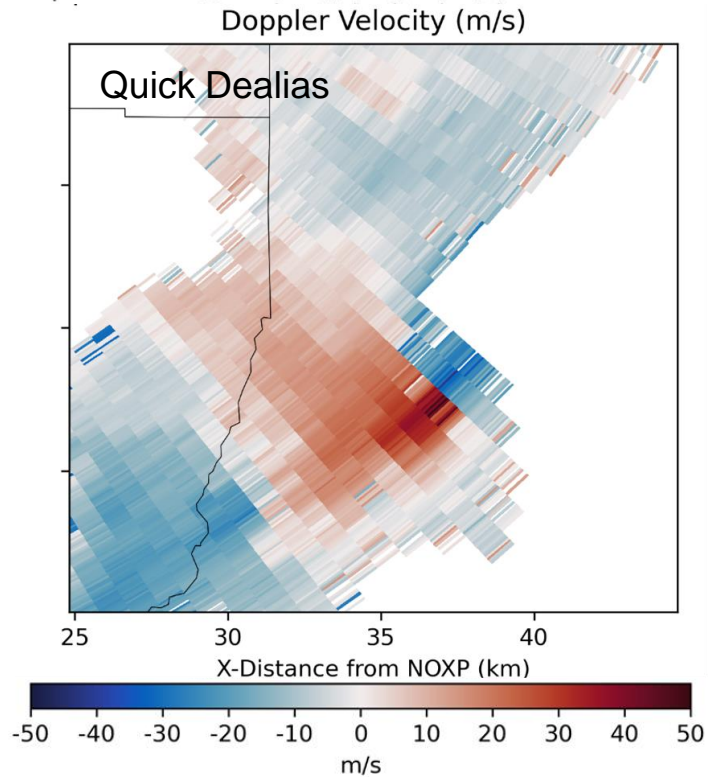 Doppler Velocity (m/s)
Quick Dealias
25 30 35 40
X-Distance from NOXP (km)
-50 -40 -30 -20 -10 0 10 20 30 40 50
m/s